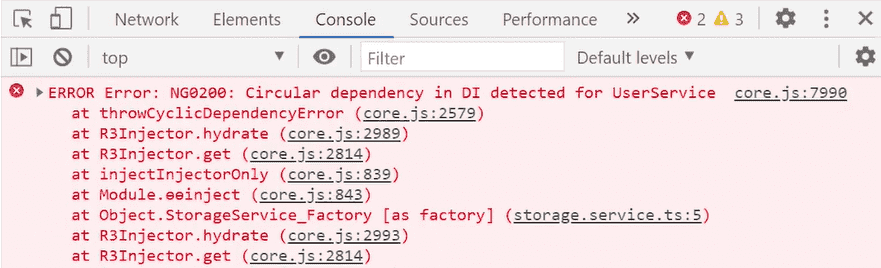 Network Elements Console Sources Performance » 2 3
top Filter Default levels
ERROR Error: NG0200: Circular dependency in DI detected for UserService core.js:7990
at throwCyclicDependencyError (core.js:2579)
at R3Injector.hydrate (core.js:2989)
at R3Injector.get (core.js:2814)
at injectInjectorOnly (core.js:839)
at Module.ɵɵinject (core.js:843)
at Object.StorageService_Factory [as factory] (storage.service.ts:5)
at R3Injector.hydrate (core.js:2993)
at R3Injector.get (core.js:2814)